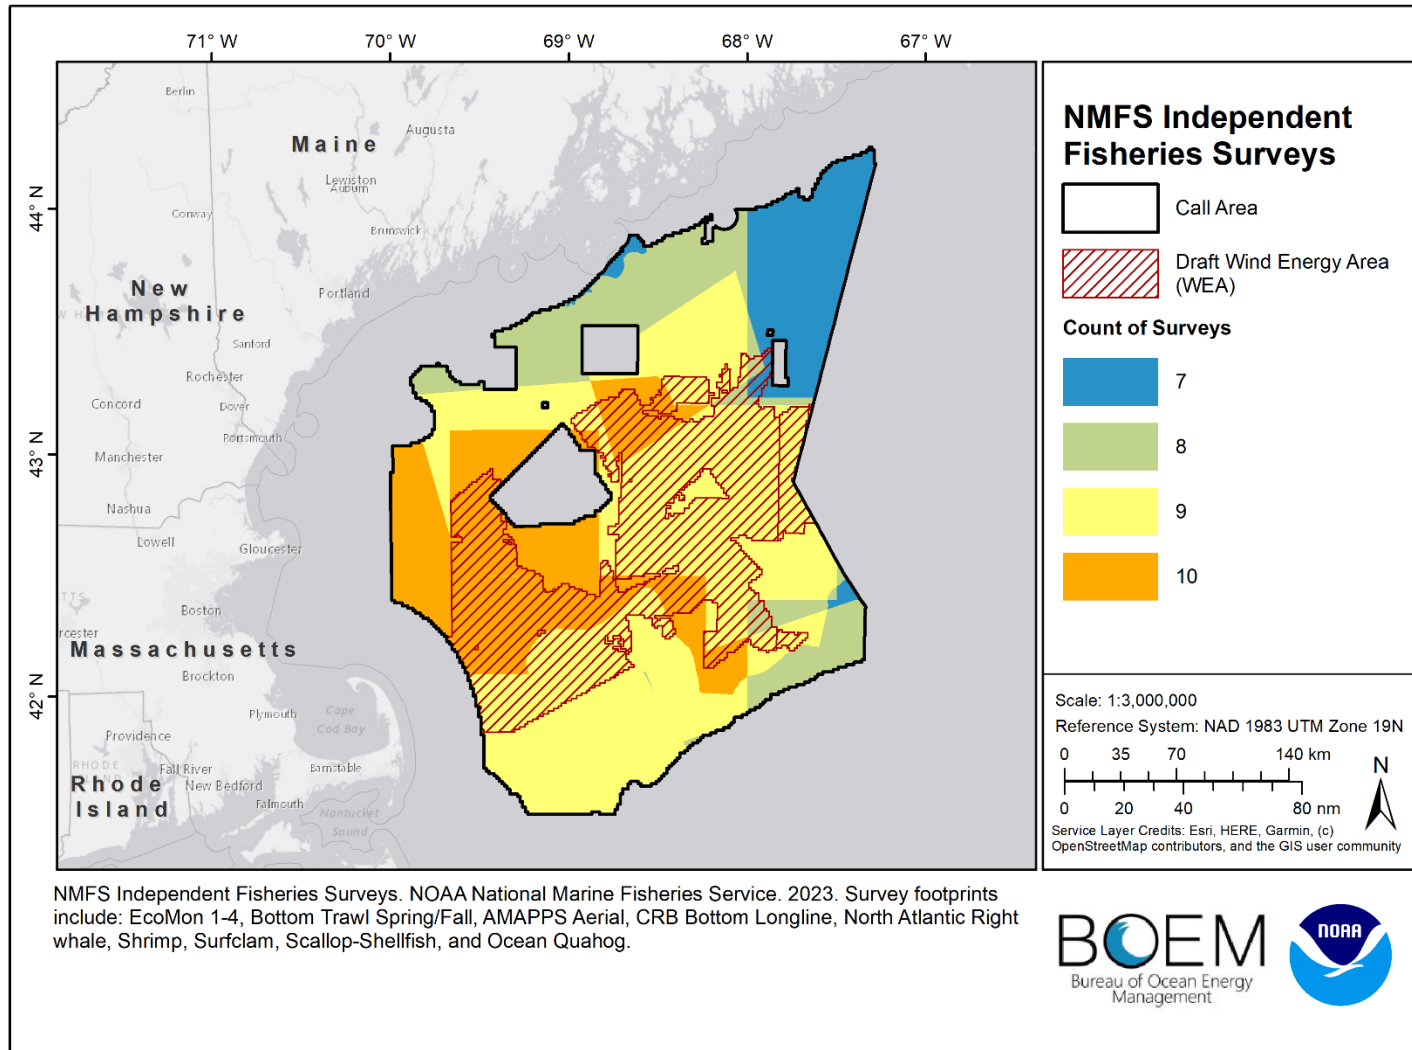 71° W
70° W
69° W
68° W
67° W
44° N
43° N
42° N
Berlin
Augusta
Maine
Lewiston
Auburn
Conway
Brunswick
New
Hampshire
Portland
Sanford
Rochester
Concord
Dover
Portsmouth
Manchester
Nashua
Lowell
Gloucester
Boston
Massachusetts
Brockton
Plymouth
Cape
Cod Bay
Providence
Barnstable
Fall River
New Bedford
Rhode
Island
Falmouth
Nantucket
Sound
NMFS Independent
Fisheries Surveys
Call Area
Draft Wind Energy Area
(WEA)
Count of Surveys
7
8
9
10
Scale: 1:3,000,000
Reference System: NAD 1983 UTM Zone 19N
0 35 70 140 km
0 20 40 80 nm
N
Service Layer Credits: Esri, HERE, Garmin, (c)
OpenStreetMap contributors, and the GIS user community
NMFS Independent Fisheries Surveys. NOAA National Marine Fisheries Service. 2023. Survey footprints
include: EcoMon 1-4, Bottom Trawl Spring/Fall, AMAPPS Aerial, CRB Bottom Longline, North Atlantic Right
whale, Shrimp, Surfclam, Scallop-Shellfish, and Ocean Quahog.
BOEM
Bureau of Ocean Energy
Management
NOAA